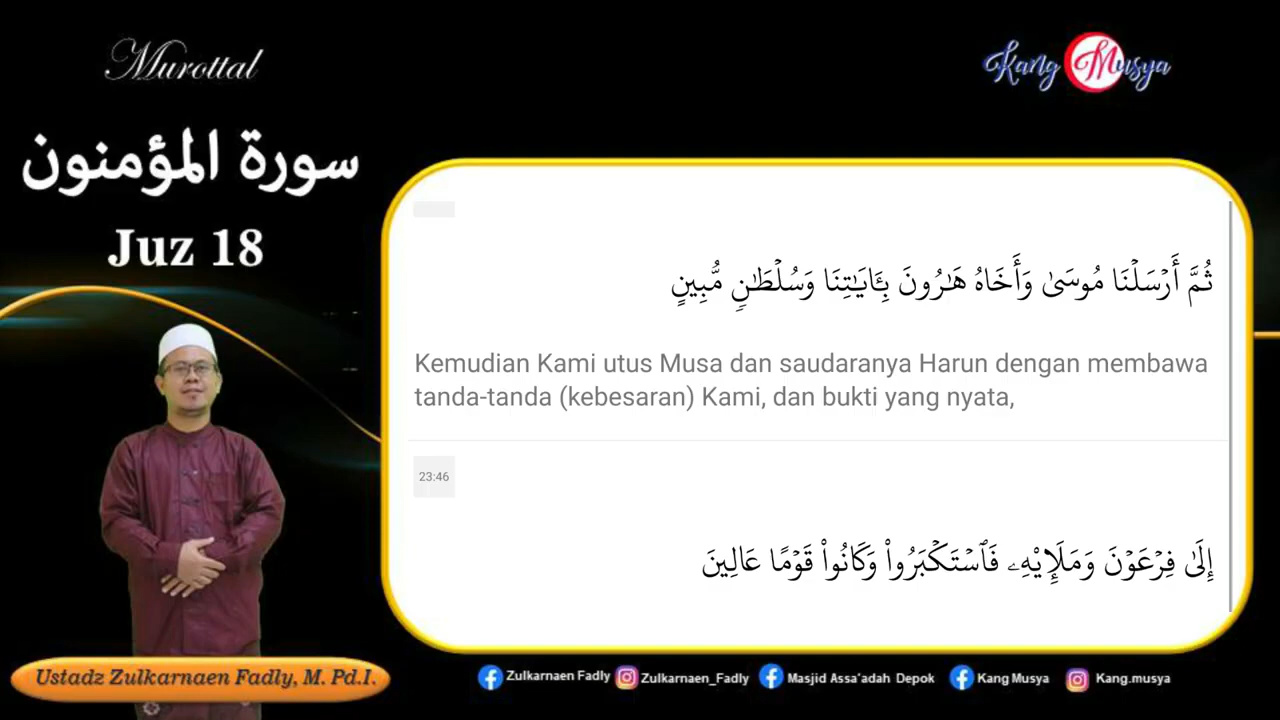 Murottal
Kang Musya
سورة المؤمنون
Juz 18
ثُمَّ أَرْسَلْنَا مُوسَىٰ وَأَخَاهُ هَٰرُونَ بِـَٔايَٰتِنَا وَسُلْطَٰنٍ مُّبِينٍ
Kemudian Kami utus Musa dan saudaranya Harun dengan membawa
tanda-tanda (kebesaran) Kami, dan bukti yang nyata,
23:46
إِلَىٰ فِرْعَوْنَ وَمَلَإِي۟هِۦ فَٱسْتَكْبَرُوا۟ وَكَانُوا۟ قَوْمًا عَالِينَ
Ustadz Zulkarnaen Fadly, M. Pd.I.
Zulkarnaen Fadly Zulkarnaen_Fadly Masjid Assa'adah Depok Kang Musya Kang.musya